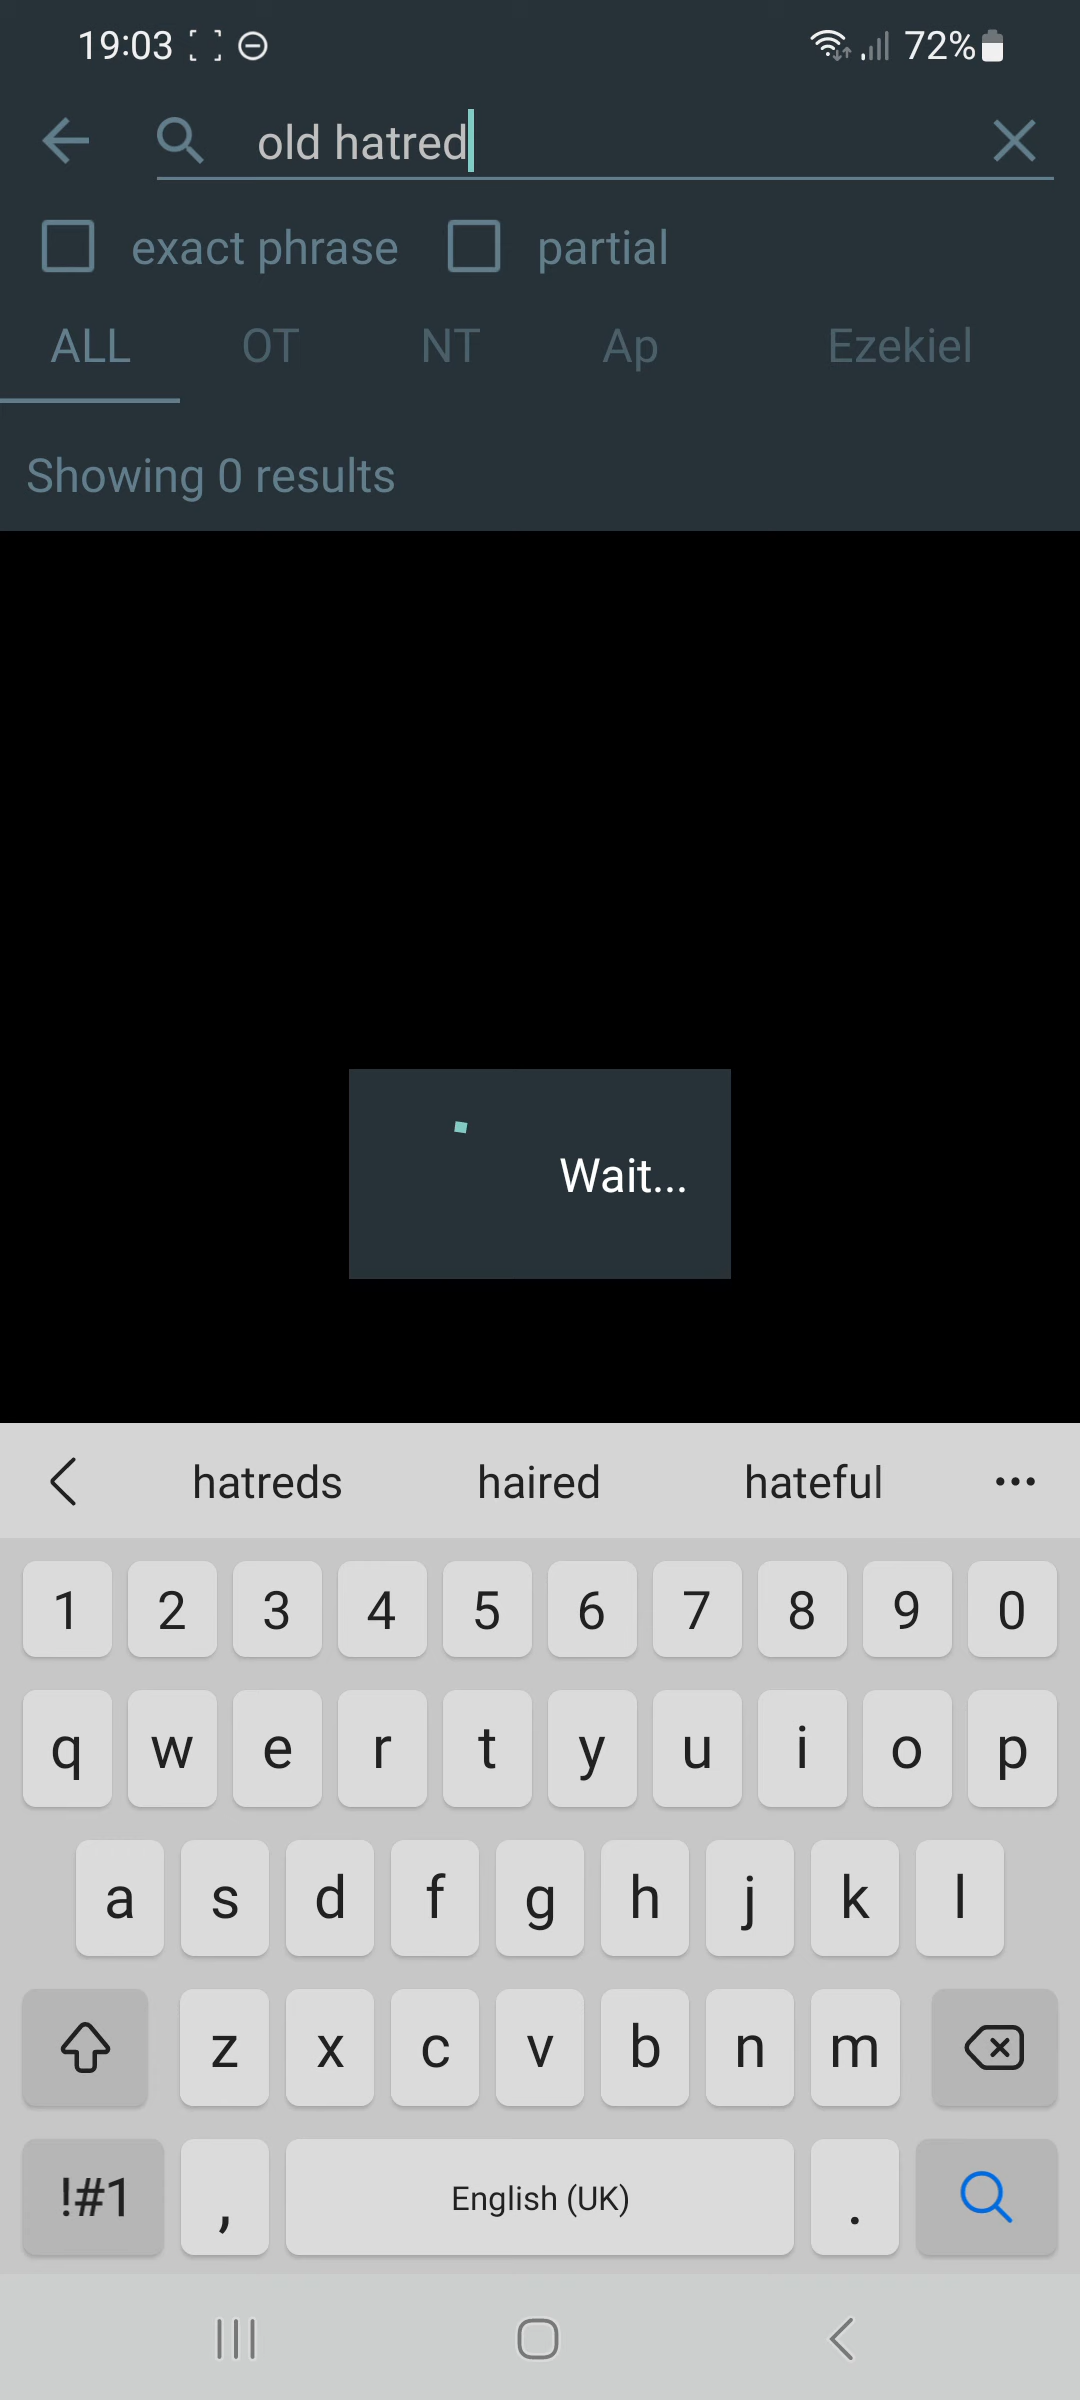 19:03 72%
old hatred
exact phrase partial
ALL OT NT Ap Ezekiel
Showing 0 results
Wait...
hatreds haired hateful ...
1 2 3 4 5 6 7 8 9 0
q w e r t y u i o p
a s d f g h j k l
z x c v b n m
!#1 , English (UK) .